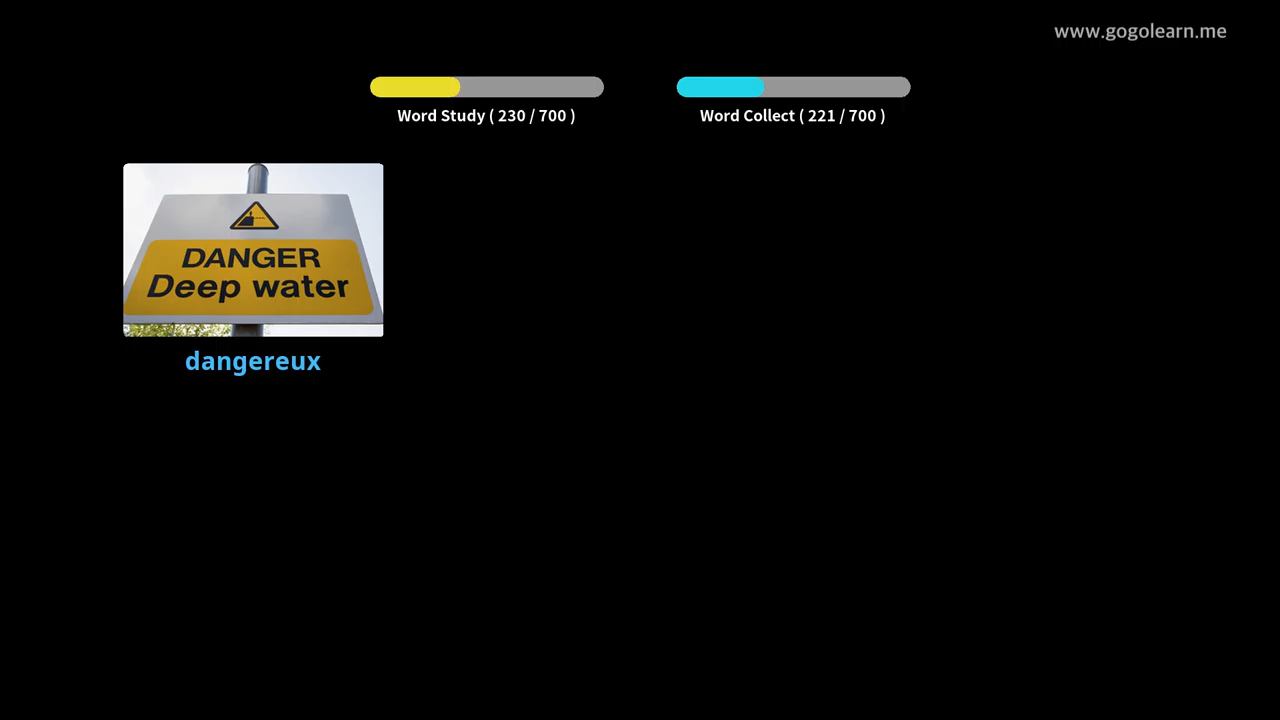 www.gogolearn.me
Word Study ( 230 / 700 )
Word Collect ( 221 / 700 )
DANGER
Deep water
dangereux